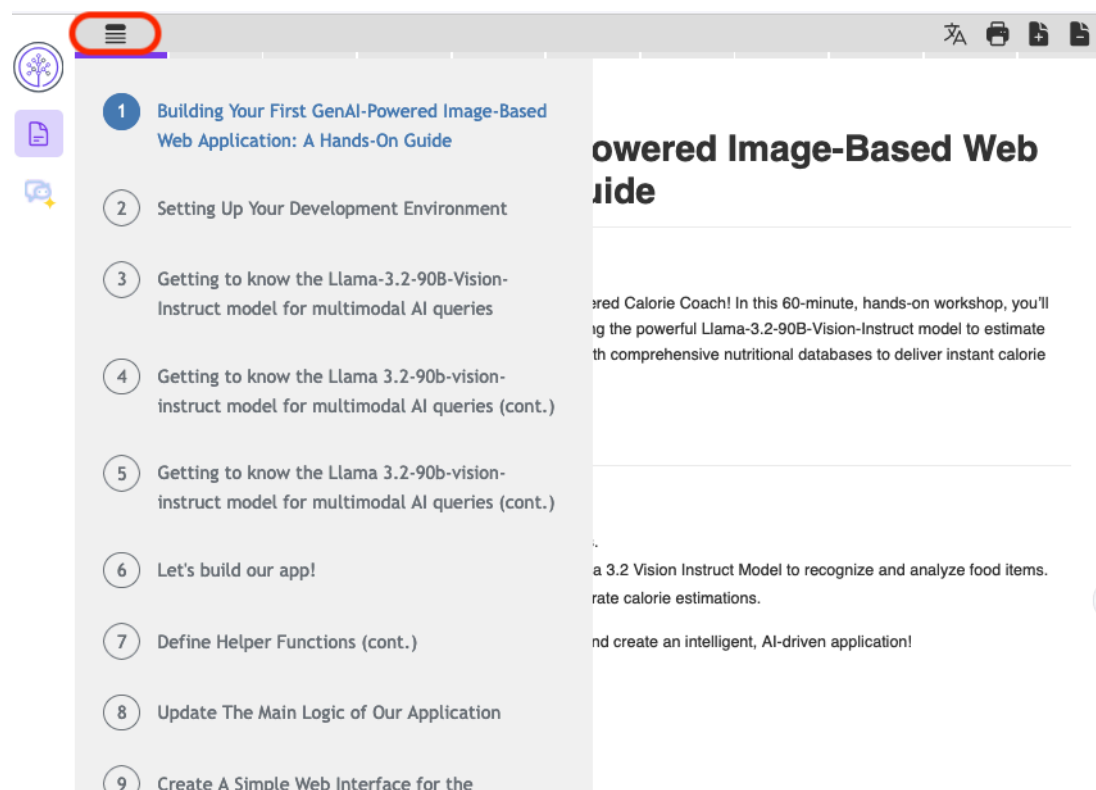 1
Building Your First GenAI-Powered Image-Based
Web Application: A Hands-On Guide
2
Setting Up Your Development Environment
3
Getting to know the Llama-3.2-90B-Vision-
Instruct model for multimodal AI queries
4
Getting to know the Llama 3.2-90b-vision-
instruct model for multimodal AI queries (cont.)
5
Getting to know the Llama 3.2-90b-vision-
instruct model for multimodal AI queries (cont.)
6
Let's build our app!
7
Define Helper Functions (cont.)
8
Update The Main Logic of Our Application
9
Create A Simple Web Interface for the
owered Image-Based Web
uide
ered Calorie Coach! In this 60-minute, hands-on workshop, you'll
ng the powerful Llama-3.2-90B-Vision-Instruct model to estimate
th comprehensive nutritional databases to deliver instant calorie
s.
a 3.2 Vision Instruct Model to recognize and analyze food items.
rate calorie estimations.
nd create an intelligent, AI-driven application!